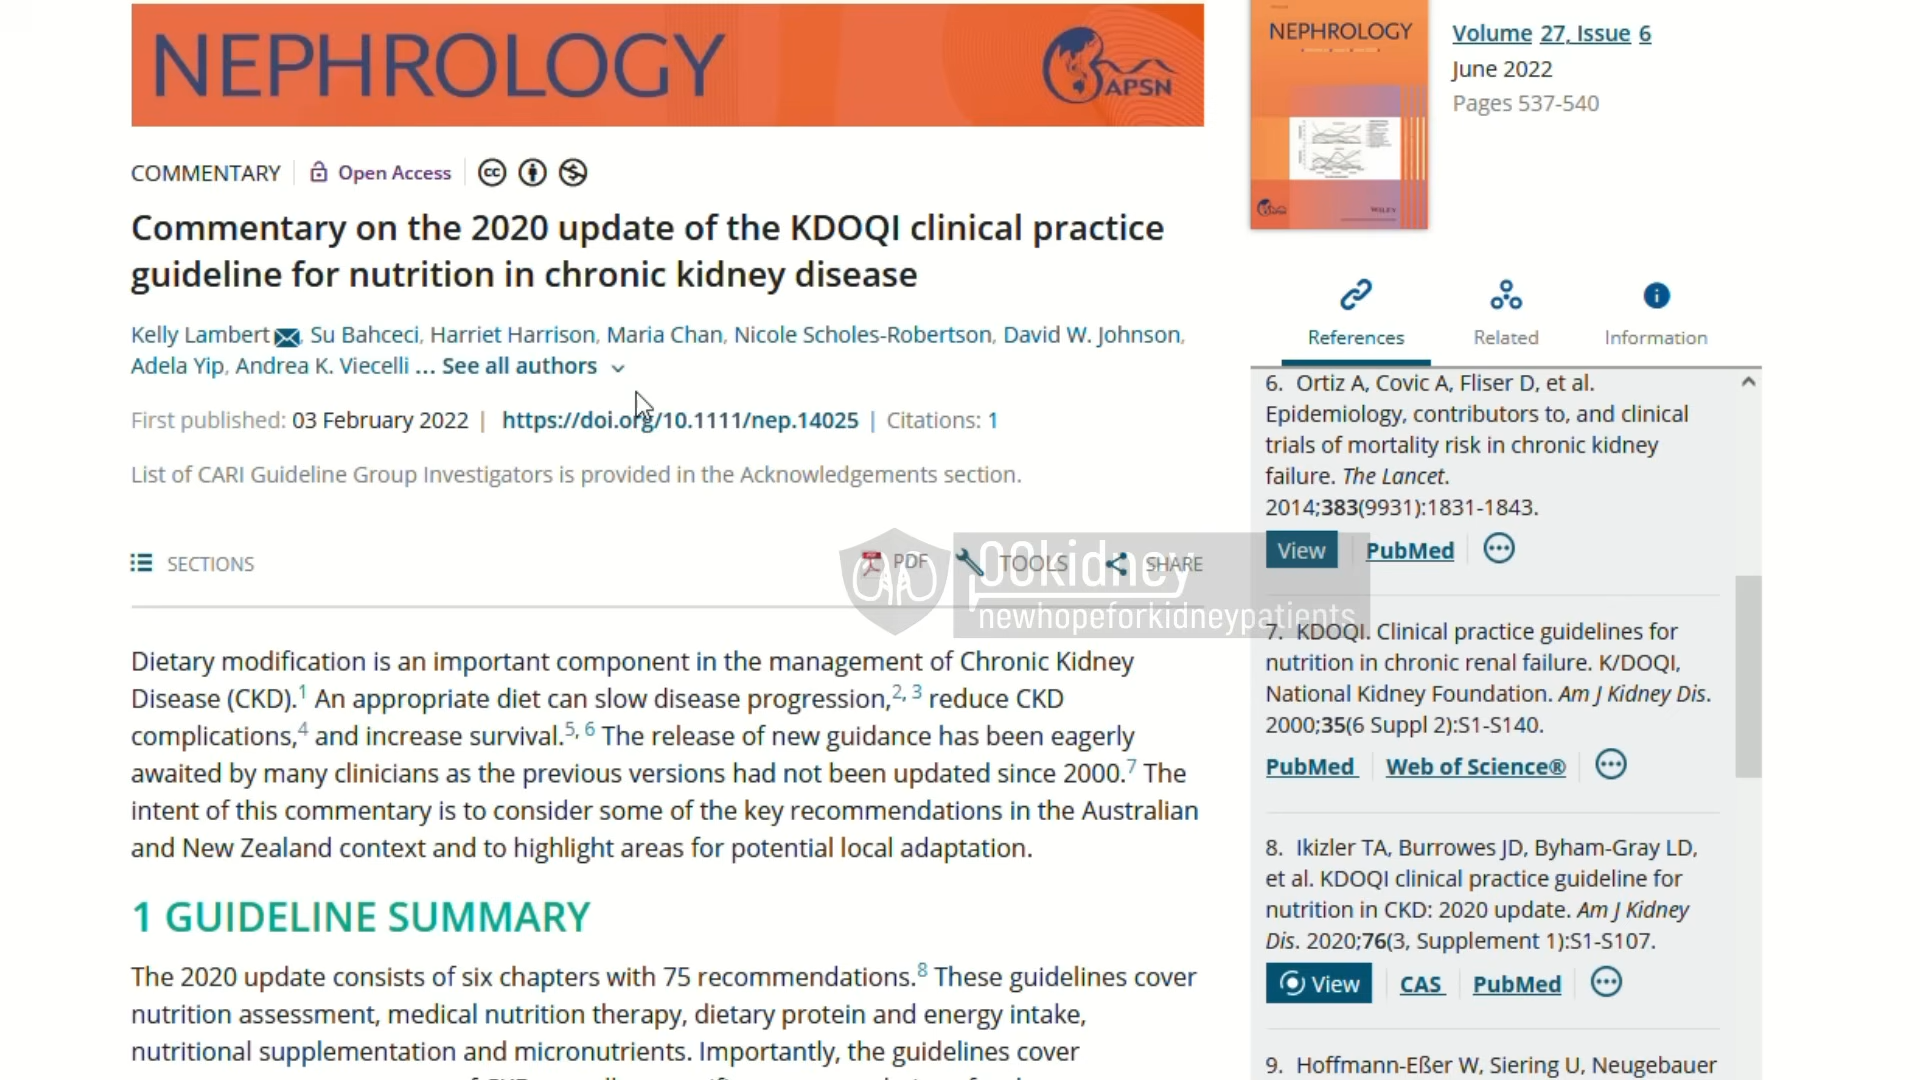 NEPHROLOGY
APSN
COMMENTARY
Open Access
cc
Commentary on the 2020 update of the KDOQI clinical practice
guideline for nutrition in chronic kidney disease
Kelly Lambert, Su Bahceci, Harriet Harrison, Maria Chan, Nicole Scholes-Robertson, David W. Johnson,
Adela Yip, Andrea K. Viecelli ... See all authors
First published: 03 February 2022 | https://doi.org/10.1111/nep.14025 | Citations: 1
List of CARI Guideline Group Investigators is provided in the Acknowledgements section.
SECTIONS
PDF
TOOLS
SHARE
00kidney
newhopeforkidneypatients
Dietary modification is an important component in the management of Chronic Kidney
Disease (CKD).1 An appropriate diet can slow disease progression,2, 3 reduce CKD
complications,4 and increase survival.5, 6 The release of new guidance has been eagerly
awaited by many clinicians as the previous versions had not been updated since 2000.7 The
intent of this commentary is to consider some of the key recommendations in the Australian
and New Zealand context and to highlight areas for potential local adaptation.
1 GUIDELINE SUMMARY
The 2020 update consists of six chapters with 75 recommendations.8 These guidelines cover
nutrition assessment, medical nutrition therapy, dietary protein and energy intake,
nutritional supplementation and micronutrients. Importantly, the guidelines cover
NEPHROLOGY
WILEY
Volume 27, Issue 6
June 2022
Pages 537-540
References
Related
Information
6. Ortiz A, Covic A, Fliser D, et al.
Epidemiology, contributors to, and clinical
trials of mortality risk in chronic kidney
failure. The Lancet.
2014;383(9931):1831-1843.
View
PubMed
7. KDOQI. Clinical practice guidelines for
nutrition in chronic renal failure. K/DOQI,
National Kidney Foundation. Am J Kidney Dis.
2000;35(6 Suppl 2):S1-S140.
PubMed
Web of Science®
8. Ikizler TA, Burrowes JD, Byham-Gray LD,
et al. KDOQI clinical practice guideline for
nutrition in CKD: 2020 update. Am J Kidney
Dis. 2020;76(3, Supplement 1):S1-S107.
View
CAS
PubMed
9. Hoffmann-Eßer W, Siering U, Neugebauer